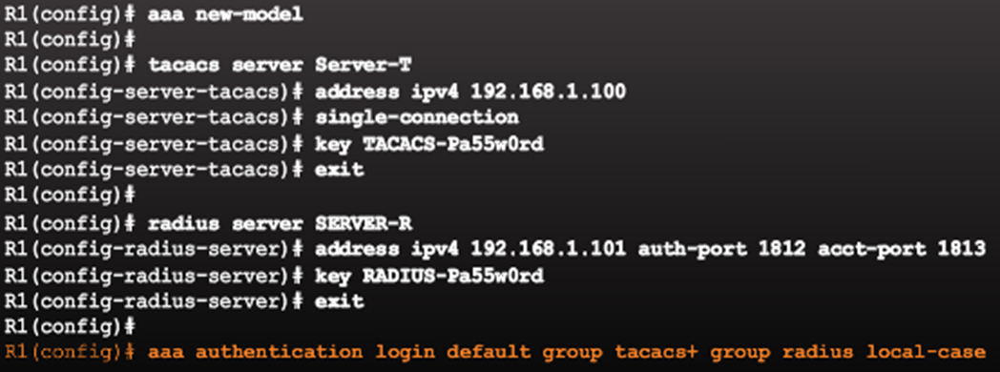 R1(config)# aaa new-model
R1(config)#
R1(config)# tacacs server Server-T
R1(config-server-tacacs)# address ipv4 192.168.1.100
R1(config-server-tacacs)# single-connection
R1(config-server-tacacs)# key TACACS-Pa55w0rd
R1(config-server-tacacs)# exit
R1(config)#
R1(config)# radius server SERVER-R
R1(config-radius-server)# address ipv4 192.168.1.101 auth-port 1812 acct-port 1813
R1(config-radius-server)# key RADIUS-Pa55w0rd
R1(config-radius-server)# exit
R1(config)#
R1(config)# aaa authentication login default group tacacs+ group radius local-case